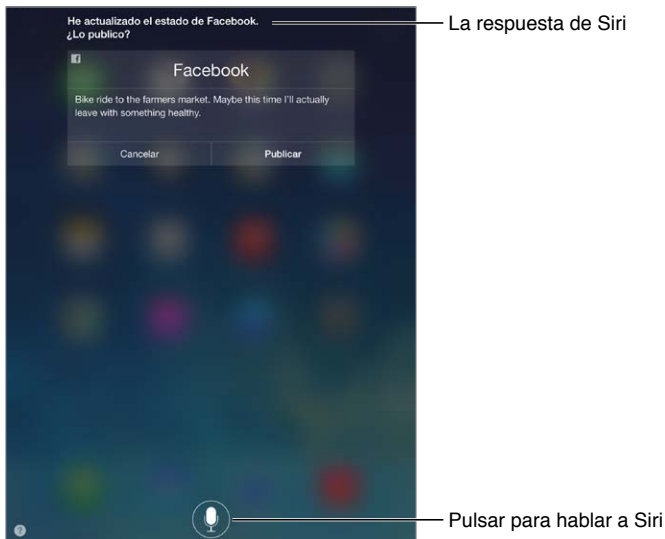 He actualizado el estado de Facebook.
¿Lo publico?
La respuesta de Siri
Facebook
Bike ride to the farmers market. Maybe this time I'll actually
leave with something healthy.
Cancelar
Publicar
Pulsar para hablar a Siri
?